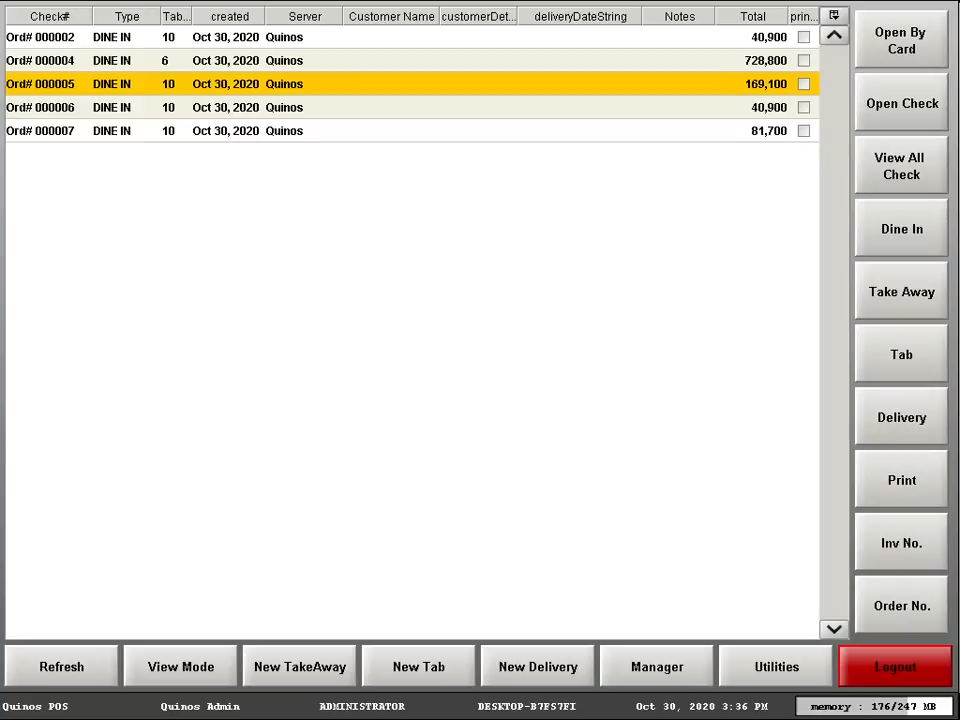 Check# Type Tab... created Server Customer Name customerDet... deliveryDateString Notes Total prin...
Ord# 000002 DINE IN 10 Oct 30, 2020 Quinos 40,900
Ord# 000004 DINE IN 6 Oct 30, 2020 Quinos 728,800
Ord# 000005 DINE IN 10 Oct 30, 2020 Quinos 169,100
Ord# 000006 DINE IN 10 Oct 30, 2020 Quinos 40,900
Ord# 000007 DINE IN 10 Oct 30, 2020 Quinos 81,700
Open By
Card
Open Check
View All
Check
Dine In
Take Away
Tab
Delivery
Print
Inv No.
Order No.
Refresh View Mode New TakeAway New Tab New Delivery Manager Utilities Logout
Quinos POS Quinos Admin ADMINISTRATOR DESKTOP-B7FS7EI Oct 30, 2020 3:36 PM memory : 176/247 MB